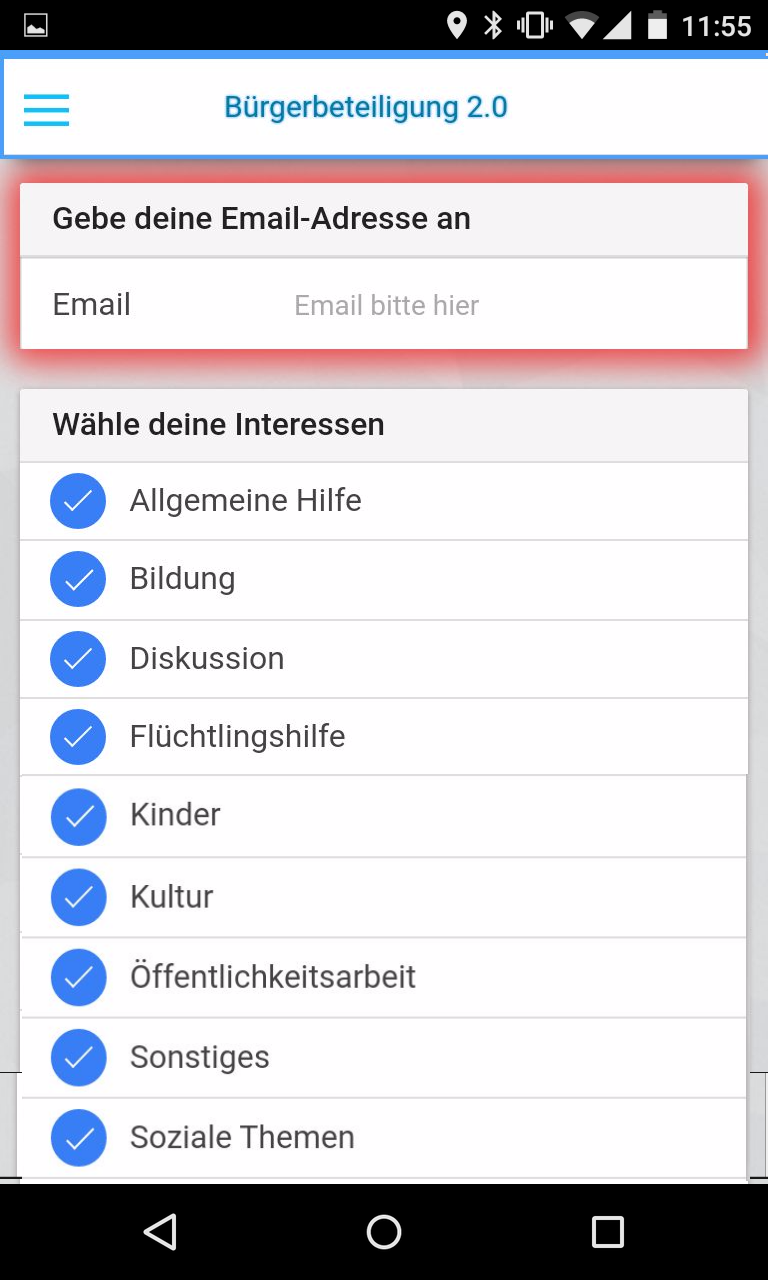 11:55
Bürgerbeteiligung 2.0
Gebe deine Email-Adresse an
Email Email bitte hier
Wähle deine Interessen
Allgemeine Hilfe
Bildung
Diskussion
Flüchtlingshilfe
Kinder
Kultur
Öffentlichkeitsarbeit
Sonstiges
Soziale Themen